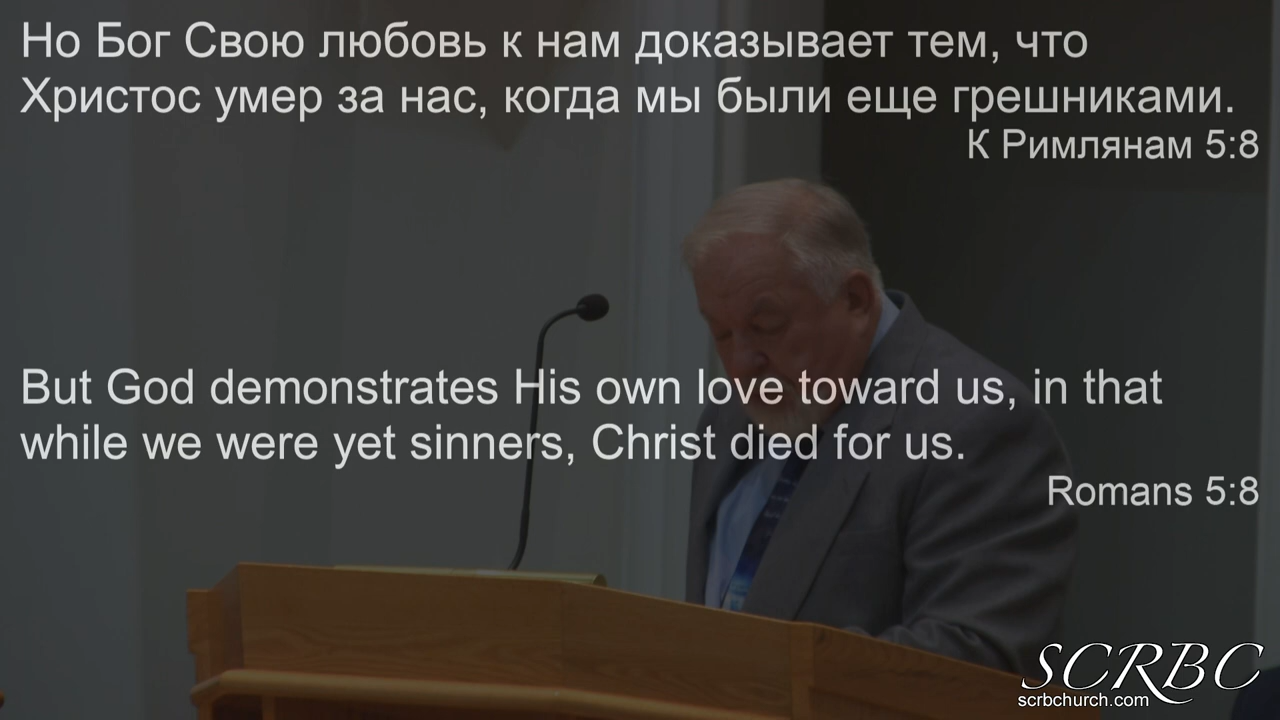 Но Бог Свою любовь к нам доказывает тем, что
Христос умер за нас, когда мы были еще грешниками.
К Римлянам 5:8
But God demonstrates His own love toward us, in that
while we were yet sinners, Christ died for us.
Romans 5:8
SCRBC
scrbchurch.com